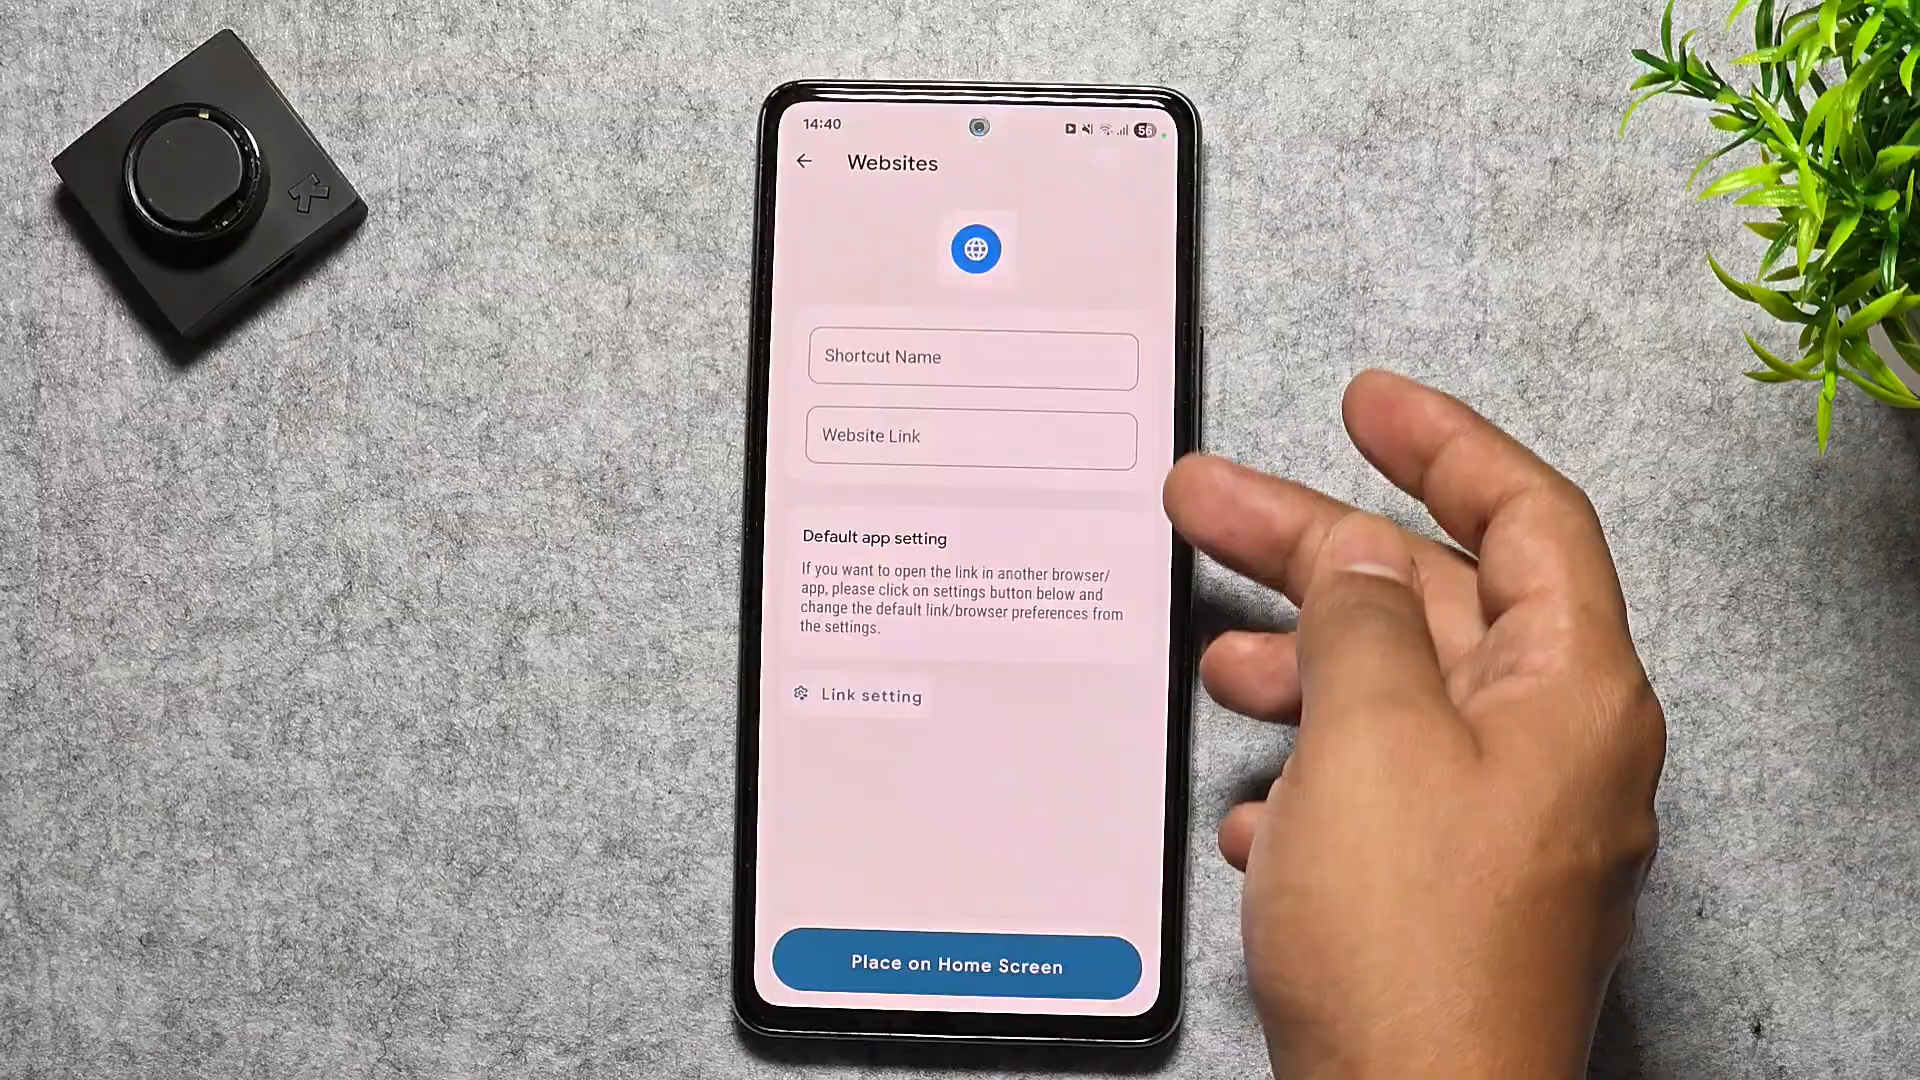 14:40
56
Websites
Shortcut Name
Website Link
Default app setting
If you want to open the link in another browser/
app, please click on settings button below and
change the default link/browser preferences from
the settings.
Link setting
Place on Home Screen